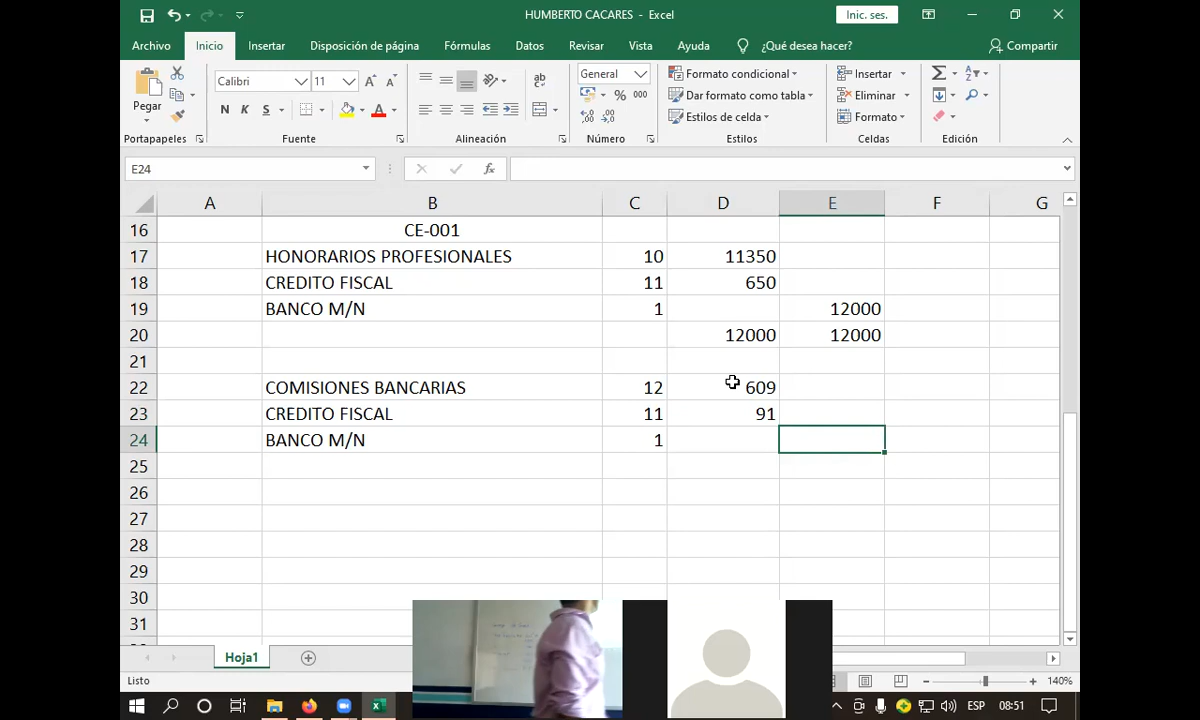 HUMBERTO CACARES - Excel
Inic. ses.
Archivo Inicio Insertar Disposición de página Fórmulas Datos Revisar Vista Ayuda ¿Qué desea hacer? Compartir
Pegar
Calibri 11
N K S
General
% 000
Formato condicional
Dar formato como tabla
Estilos de celda
Insertar
Eliminar
Formato
Portapapeles Fuente Alineación Número Estilos Celdas Edición
E24 fx
A B C D E F G
16 CE-001
17 HONORARIOS PROFESIONALES 10 11350
18 CREDITO FISCAL 11 650
19 BANCO M/N 1 12000
20 12000 12000
21
22 COMISIONES BANCARIAS 12 609
23 CREDITO FISCAL 11 91
24 BANCO M/N 1
25
26
27
28
29
30
31
Hoja1
Listo 140%
ESP 08:51